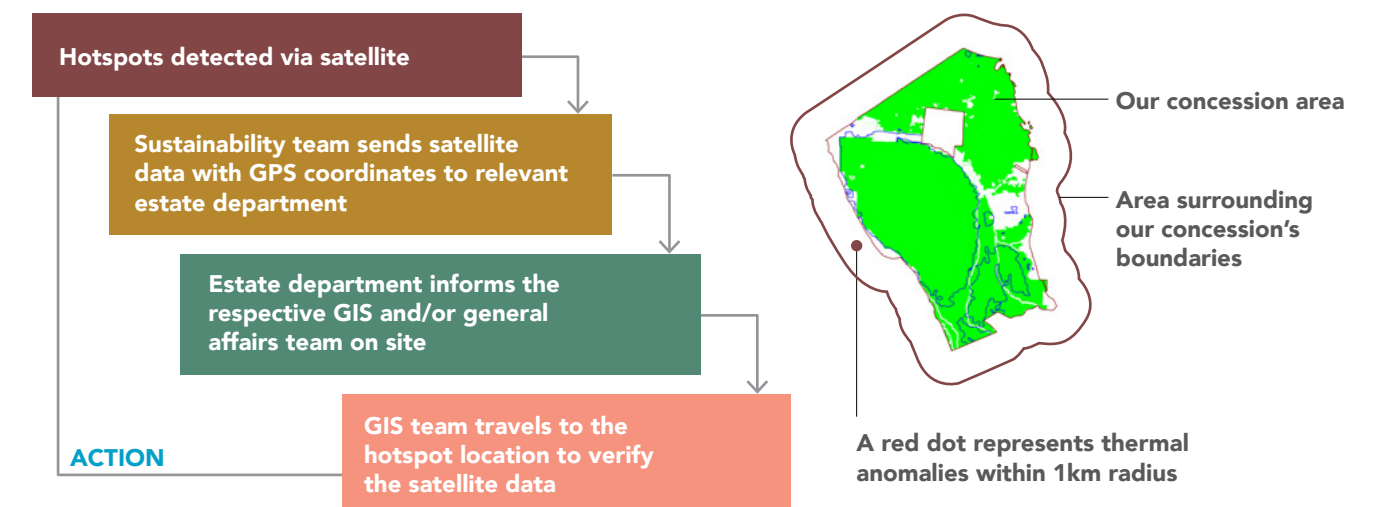 Hotspots detected via satellite
Sustainability team sends satellite
data with GPS coordinates to relevant
estate department
Estate department informs the
respective GIS and/or general
affairs team on site
GIS team travels to the
hotspot location to verify
the satellite data
ACTION
Our concession area
Area surrounding
our concession’s
boundaries
A red dot represents thermal
anomalies within 1km radius